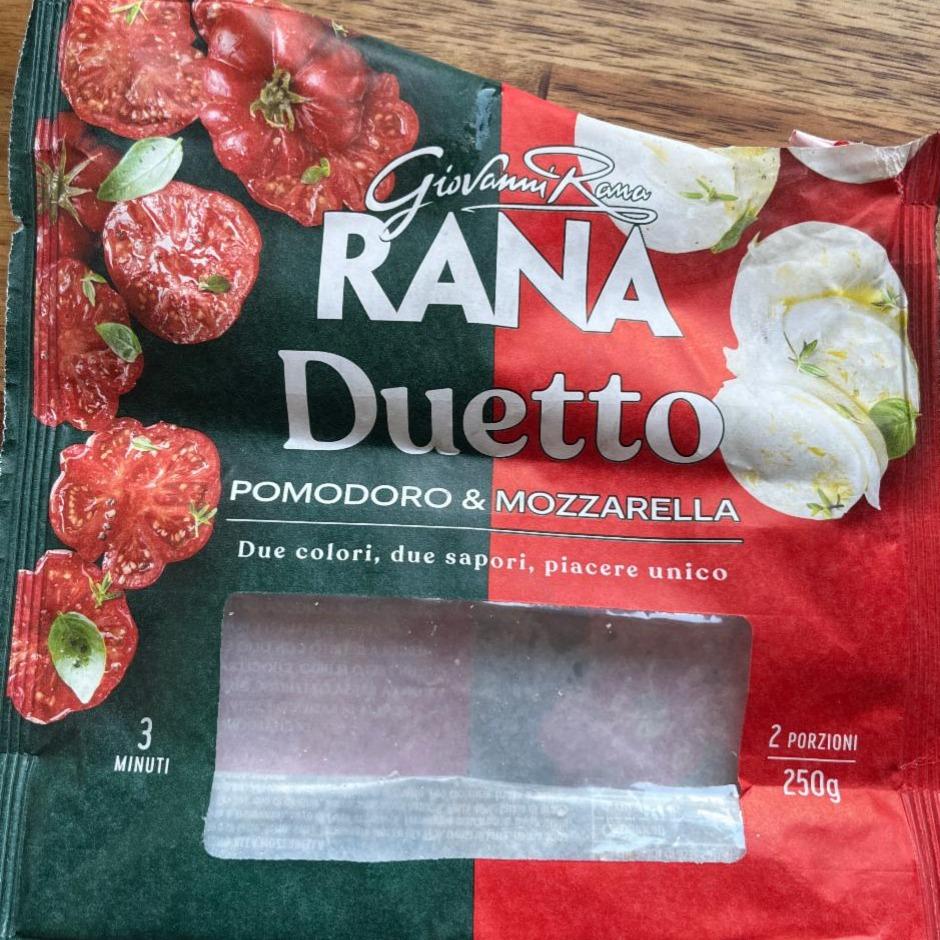 Giovanni Rana
RANA
Duetto
POMODORO & MOZZARELLA
Due colori, due sapori, piacere unico
3
MINUTI
2 PORZIONI
250g